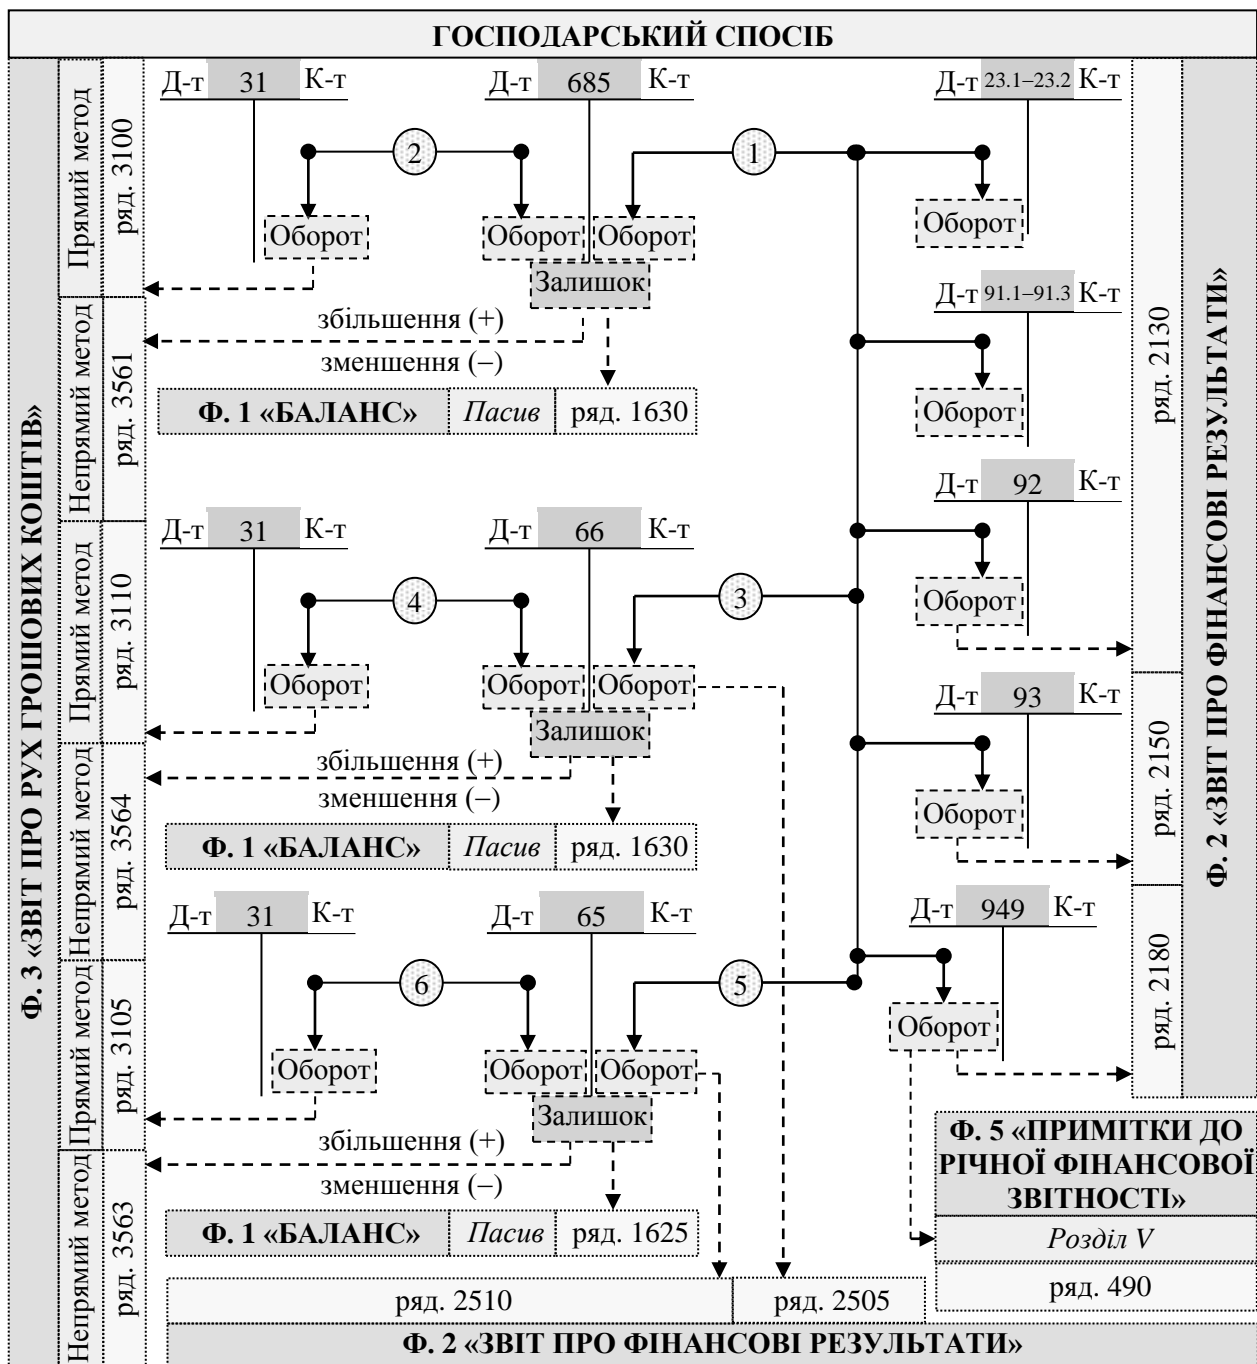 ГОСПОДАРСЬКИЙ СПОСІБ
Ф. 3 «ЗВІТ ПРО РУХ ГРОШОВИХ КОШТІВ»
Прямий метод
ряд. 3100
Непрямий метод
ряд. 3561
Прямий метод
ряд. 3110
Непрямий метод
ряд. 3564
Прямий метод
ряд. 3105
Непрямий метод
ряд. 3563
Д-т 31 К-т
Д-т 685 К-т
Д-т 23.1–23.2 К-т
2
1
Оборот
Оборот
Оборот
Оборот
Залишок
збільшення (+)
зменшення (–)
Ф. 1 «БАЛАНС» Пасив ряд. 1630
Д-т 91.1–91.3 К-т
Оборот
Д-т 31 К-т
Д-т 66 К-т
Д-т 92 К-т
4
3
Оборот
Оборот
Оборот
Оборот
Залишок
збільшення (+)
зменшення (–)
Ф. 1 «БАЛАНС» Пасив ряд. 1630
Д-т 93 К-т
Оборот
Д-т 31 К-т
Д-т 65 К-т
Д-т 949 К-т
6
5
Оборот
Оборот
Оборот
Оборот
Залишок
збільшення (+)
зменшення (–)
Ф. 1 «БАЛАНС» Пасив ряд. 1625
ряд. 2130
ряд. 2150
ряд. 2180
Ф. 2 «ЗВІТ ПРО ФІНАНСОВІ РЕЗУЛЬТАТИ»
Ф. 5 «ПРИМІТКИ ДО
РІЧНОЇ ФІНАНСОВОЇ
ЗВІТНОСТІ»
Розділ V
ряд. 490
ряд. 2510
ряд. 2505
Ф. 2 «ЗВІТ ПРО ФІНАНСОВІ РЕЗУЛЬТАТИ»